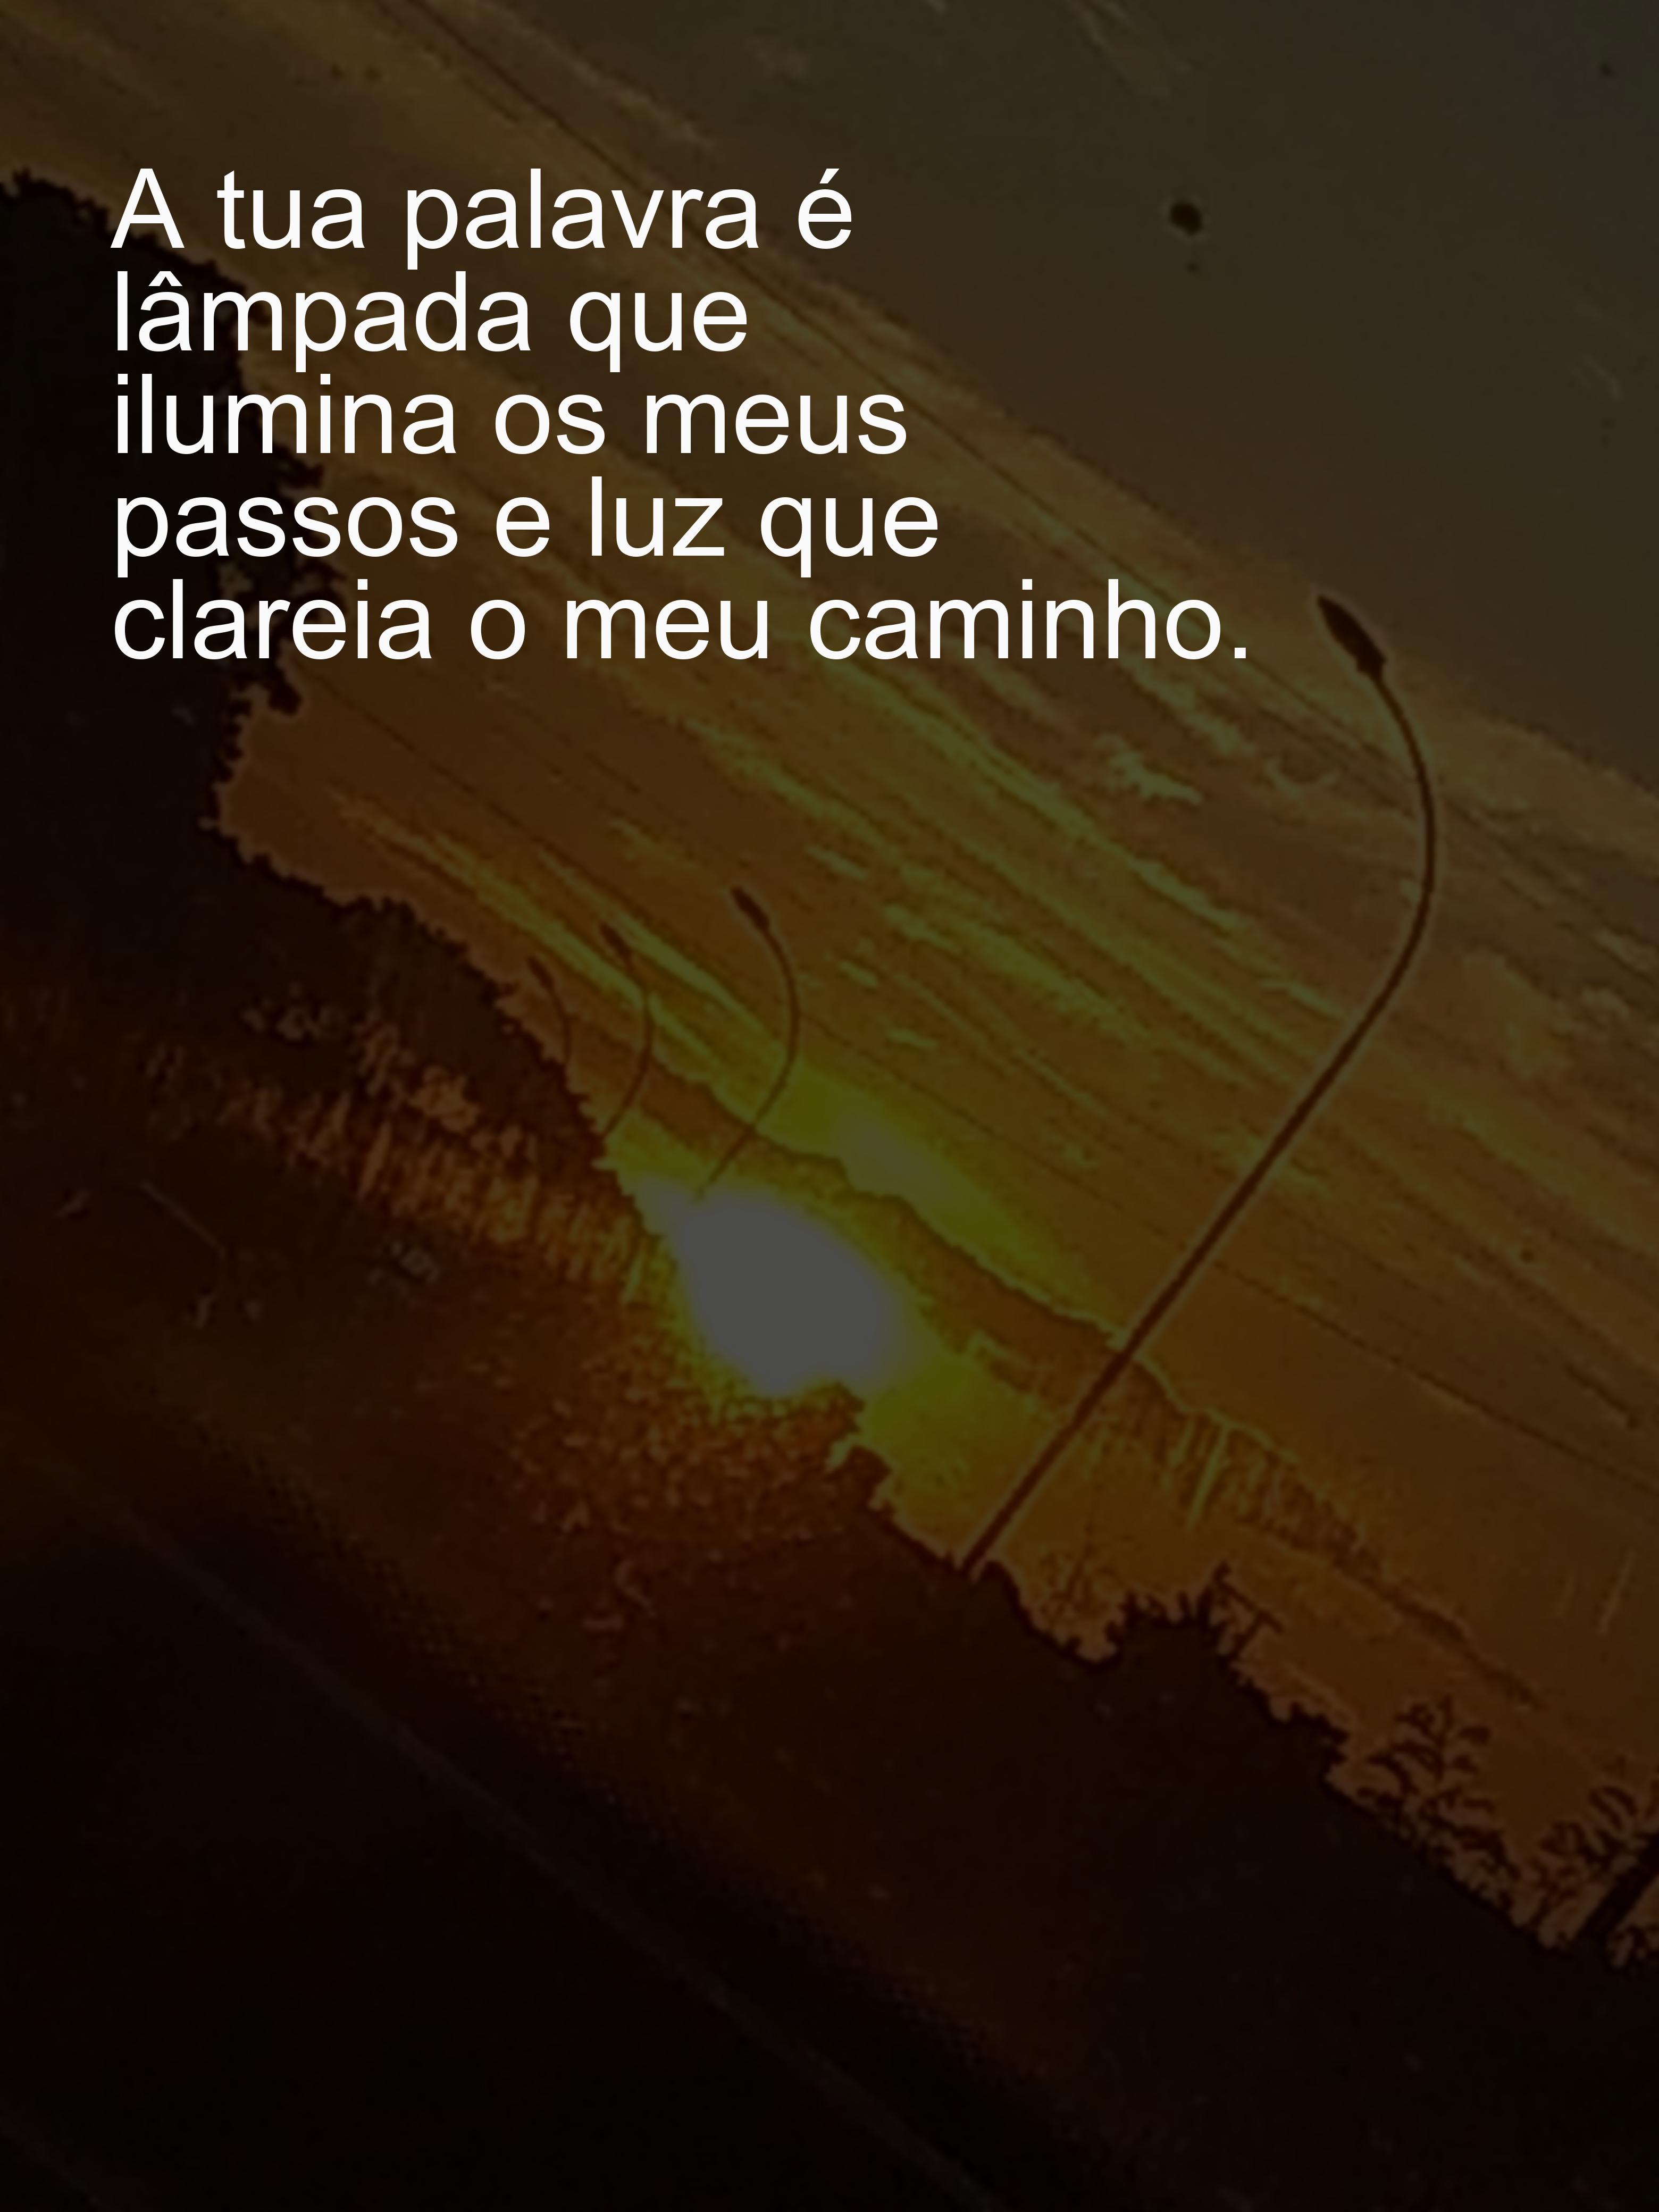 A tua palavra é
lâmpada que
ilumina os meus
passos e luz que
clareia o meu caminho.